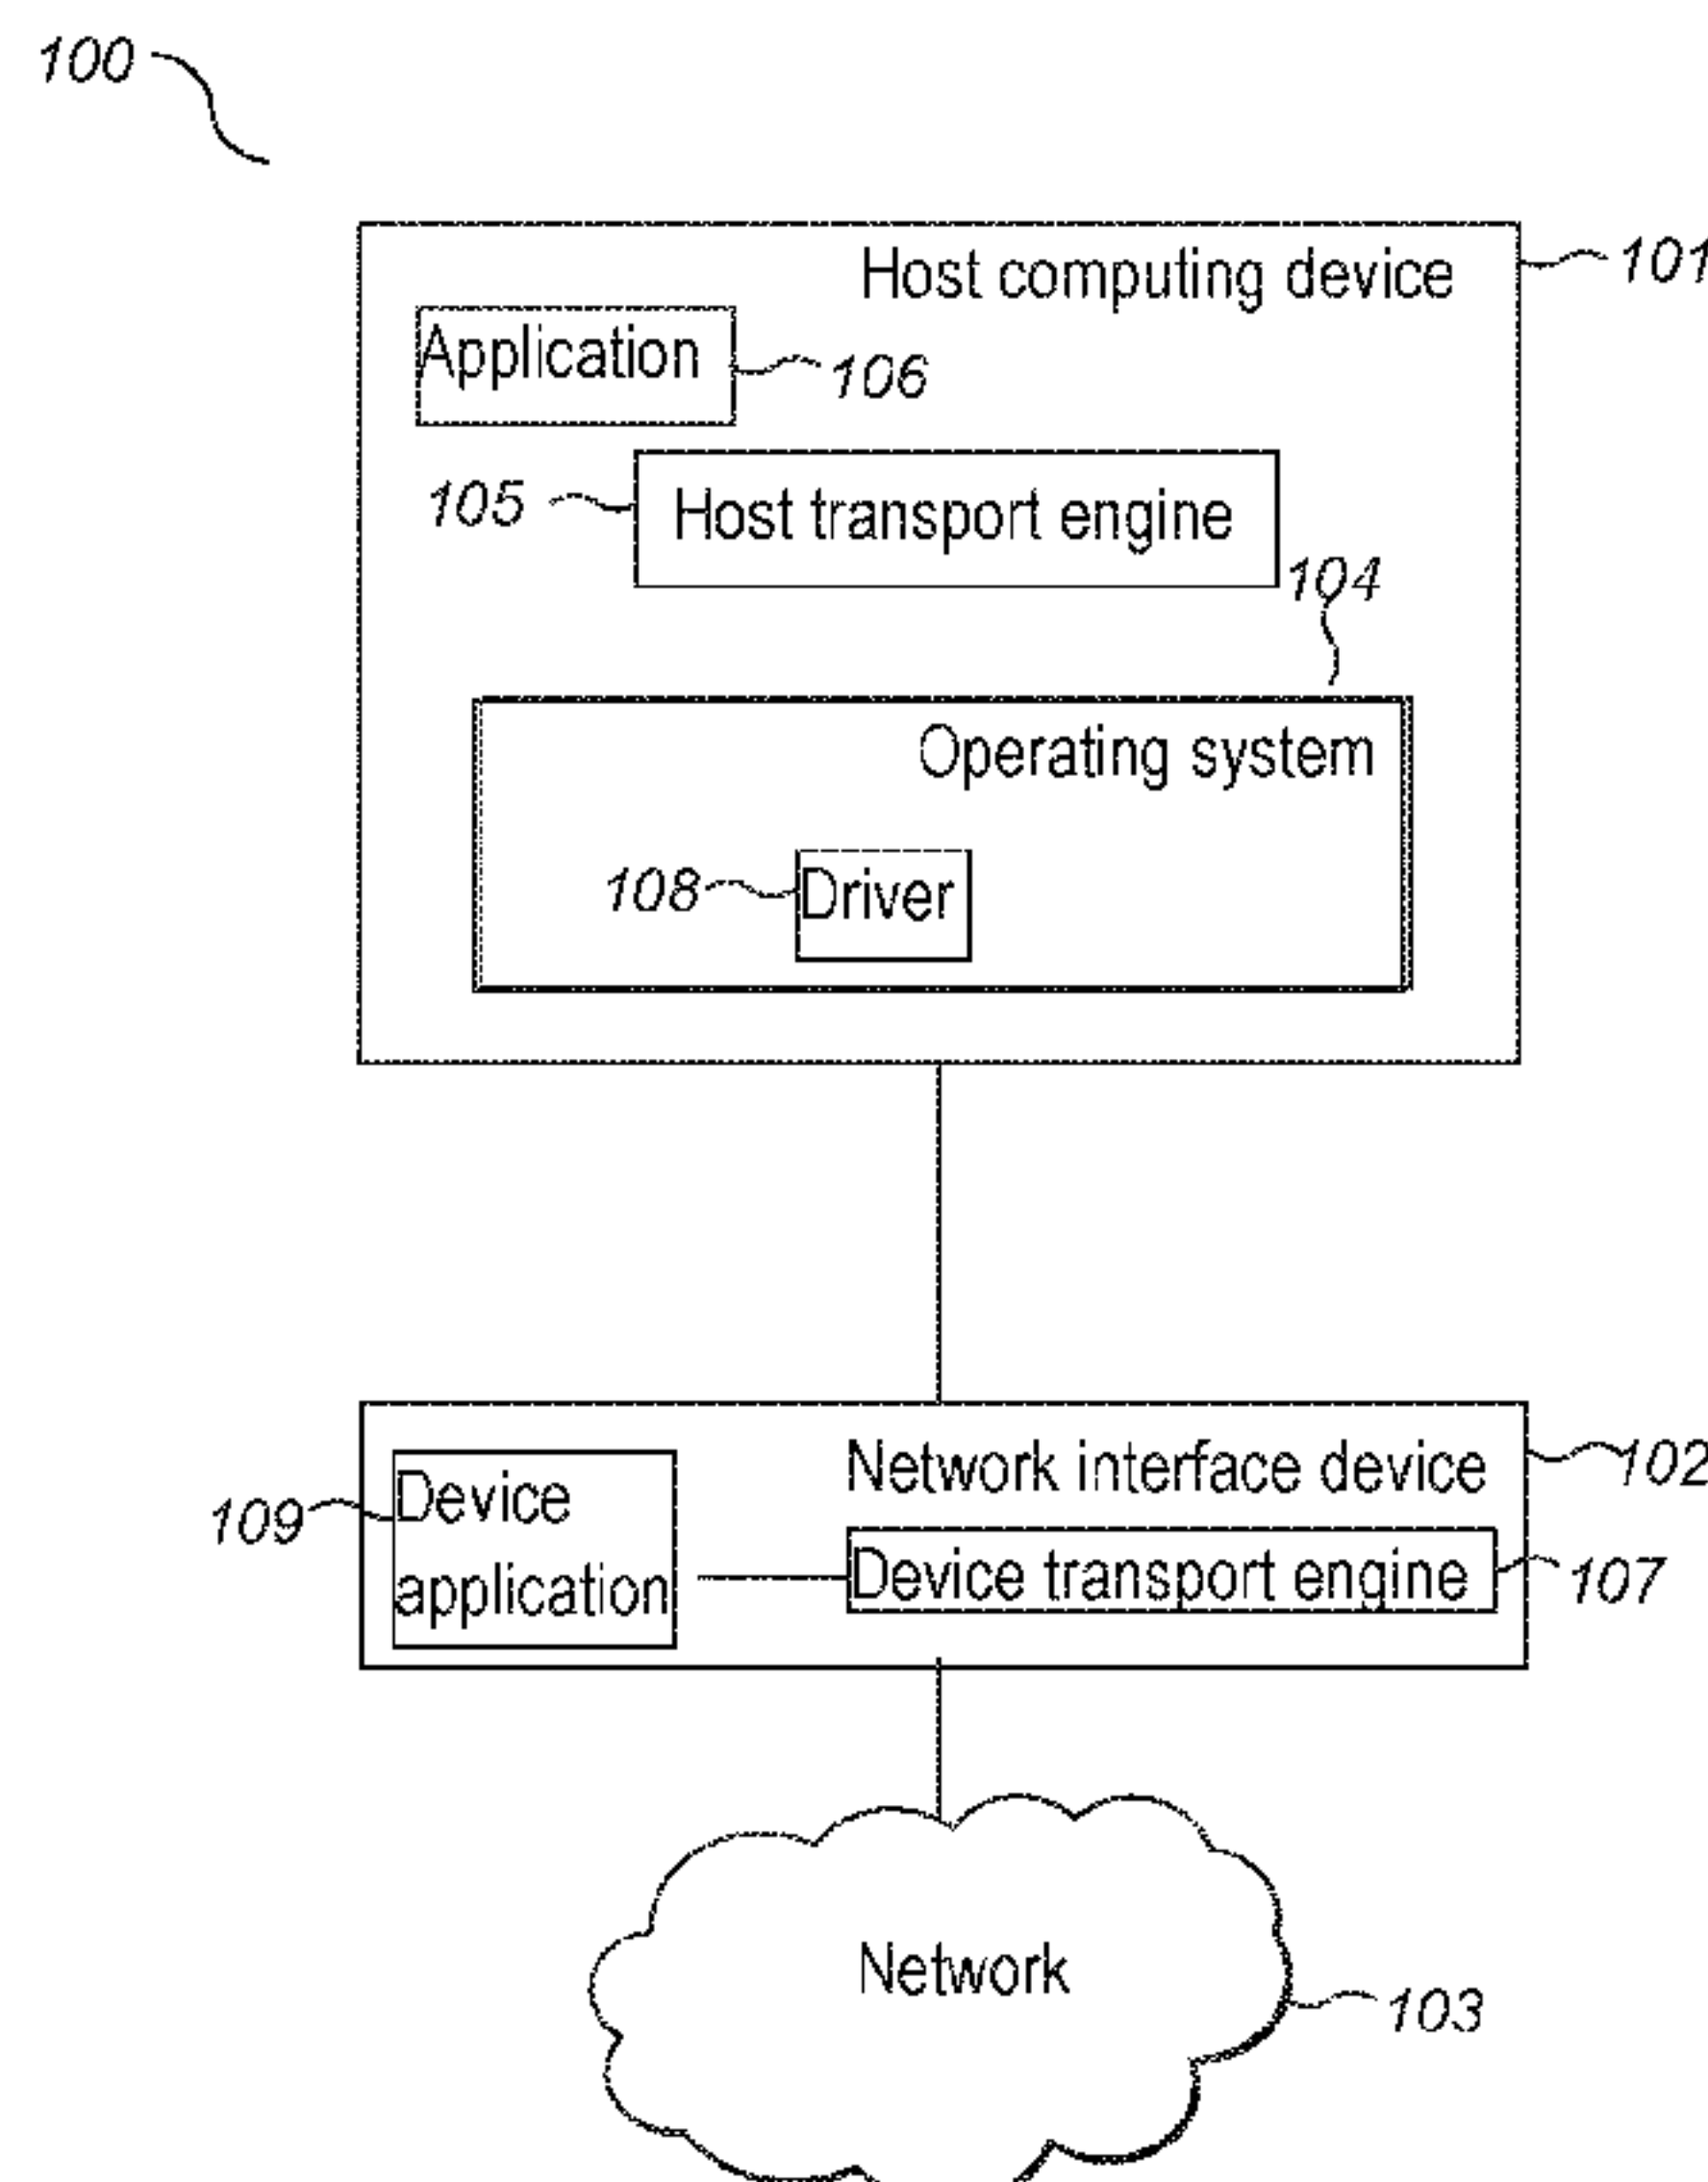 100
Host computing device
101
Application
106
105
Host transport engine
104
Operating system
108
Driver
Network interface device
102
109
Device
application
Device transport engine
107
Network
103